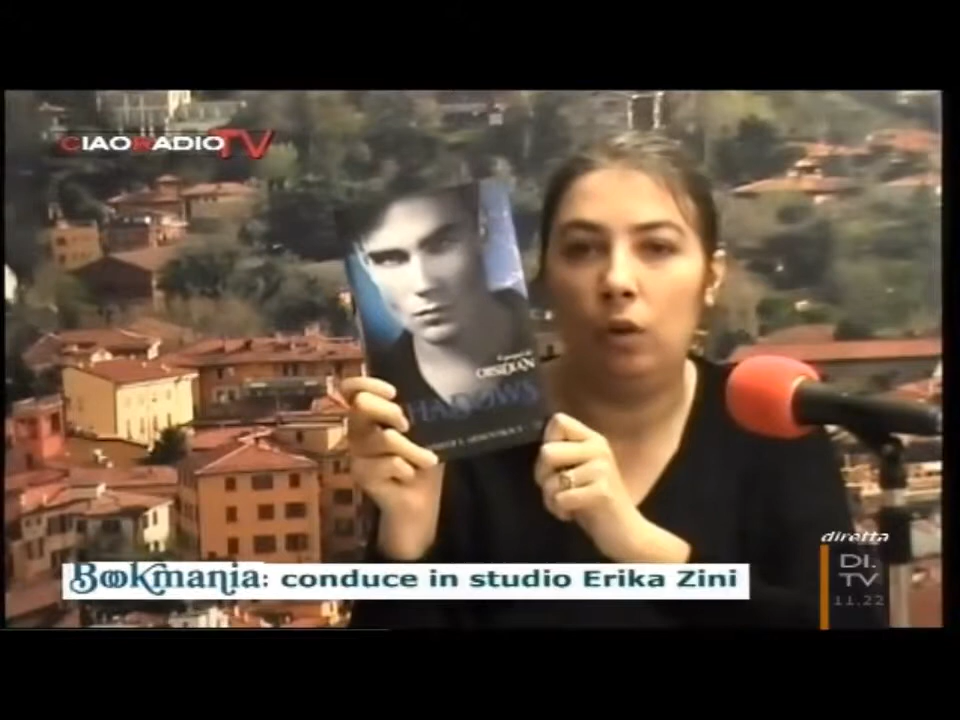 CIAORADIOTV
OBSIDIAN
SHADOWS
Bookmania: conduce in studio Erika Zini
diretta
DI.
TV
11.22